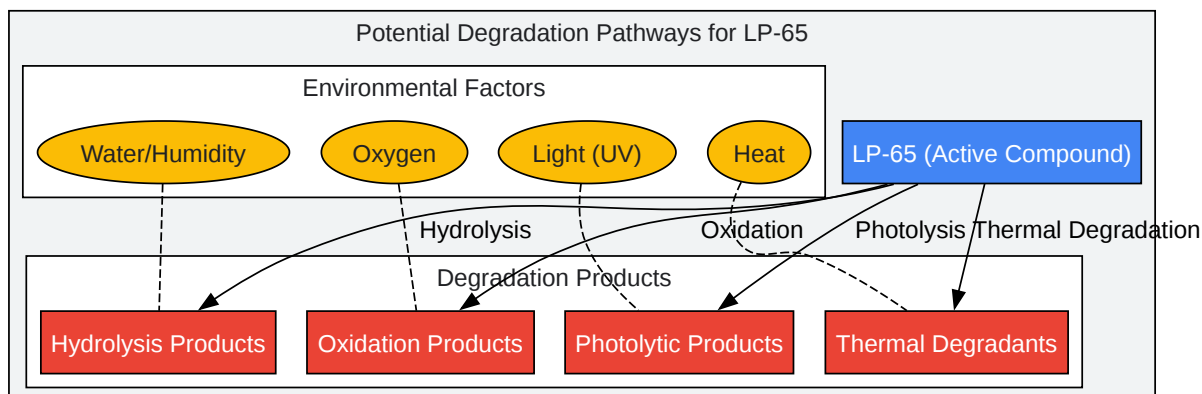 Potential Degradation Pathways for LP-65
Environmental Factors
Water/Humidity
Oxygen
Light (UV)
Heat
LP-65 (Active Compound)
Hydrolysis
Oxidation
Photolysis
Thermal Degradation
Degradation Products
Hydrolysis Products
Oxidation Products
Photolytic Products
Thermal Degradants